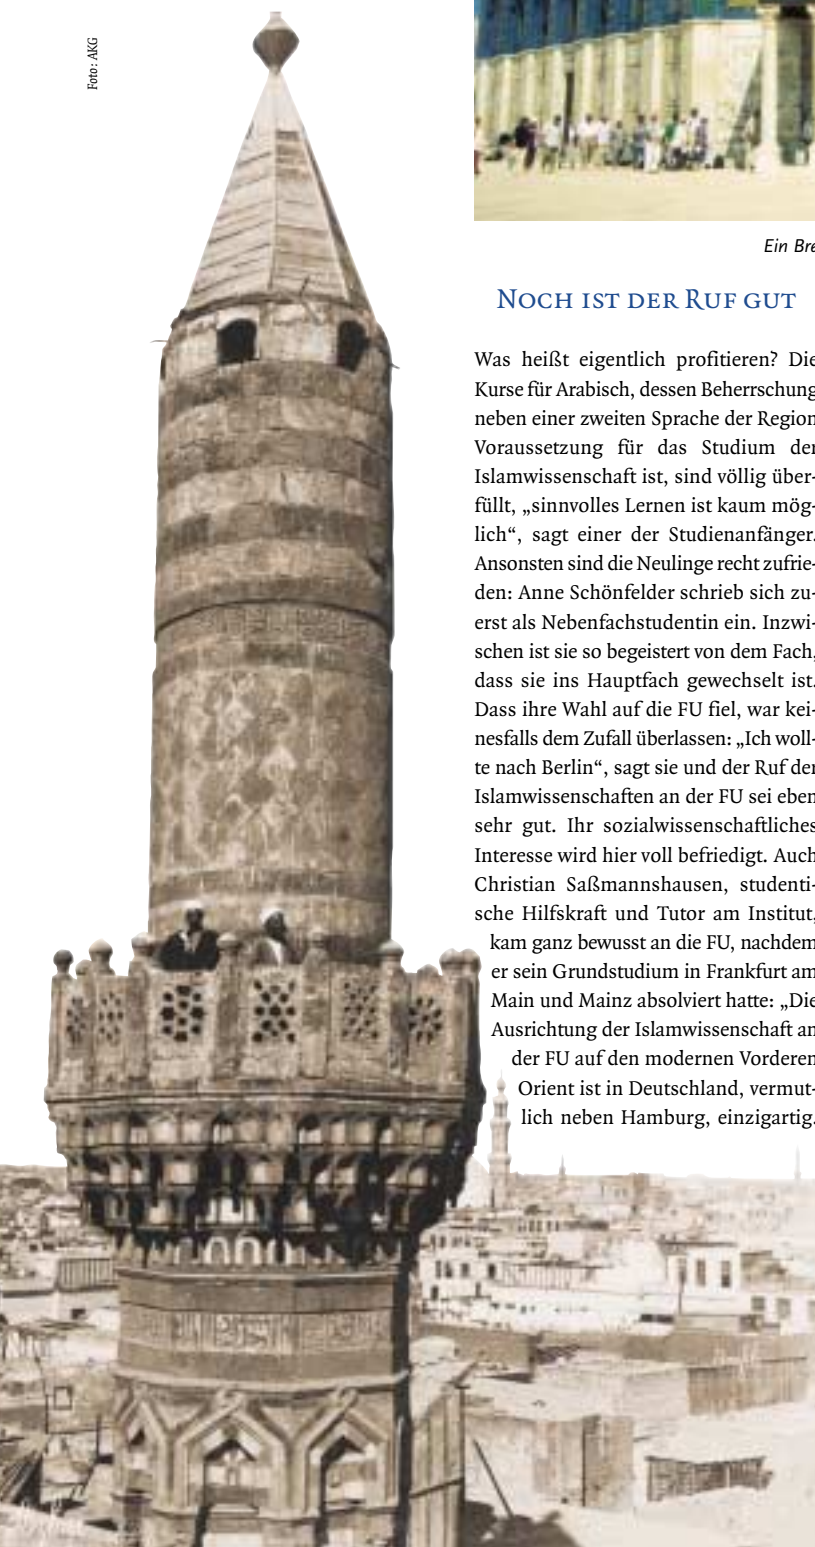 Foto: AKG
Ein Bre
Noch ist der Ruf gut
Was heißt eigentlich profitieren? Die
Kurse für Arabisch, dessen Beherrschung
neben einer zweiten Sprache der Region
Voraussetzung für das Studium der
Islamwissenschaft ist, sind völlig über-
füllt, „sinnvolles Lernen ist kaum mög-
lich“, sagt einer der Studienanfänger.
Ansonsten sind die Neulinge recht zufrie-
den: Anne Schönfelder schrieb sich zu-
erst als Nebenfachstudentin ein. Inzwi-
schen ist sie so begeistert von dem Fach,
dass sie ins Hauptfach gewechselt ist.
Dass ihre Wahl auf die FU fiel, war kei-
nesfalls dem Zufall überlassen: „Ich woll-
te nach Berlin“, sagt sie und der Ruf der
Islamwissenschaften an der FU sei eben
sehr gut. Ihr sozialwissenschaftliches
Interesse wird hier voll befriedigt. Auch
Christian Saßmannshausen, studenti-
sche Hilfskraft und Tutor am Institut,
kam ganz bewusst an die FU, nachdem
er sein Grundstudium in Frankfurt am
Main und Mainz absolviert hatte: „Die
Ausrichtung der Islamwissenschaft an
der FU auf den modernen Vorderen
Orient ist in Deutschland, vermut-
lich neben Hamburg, einzigartig.